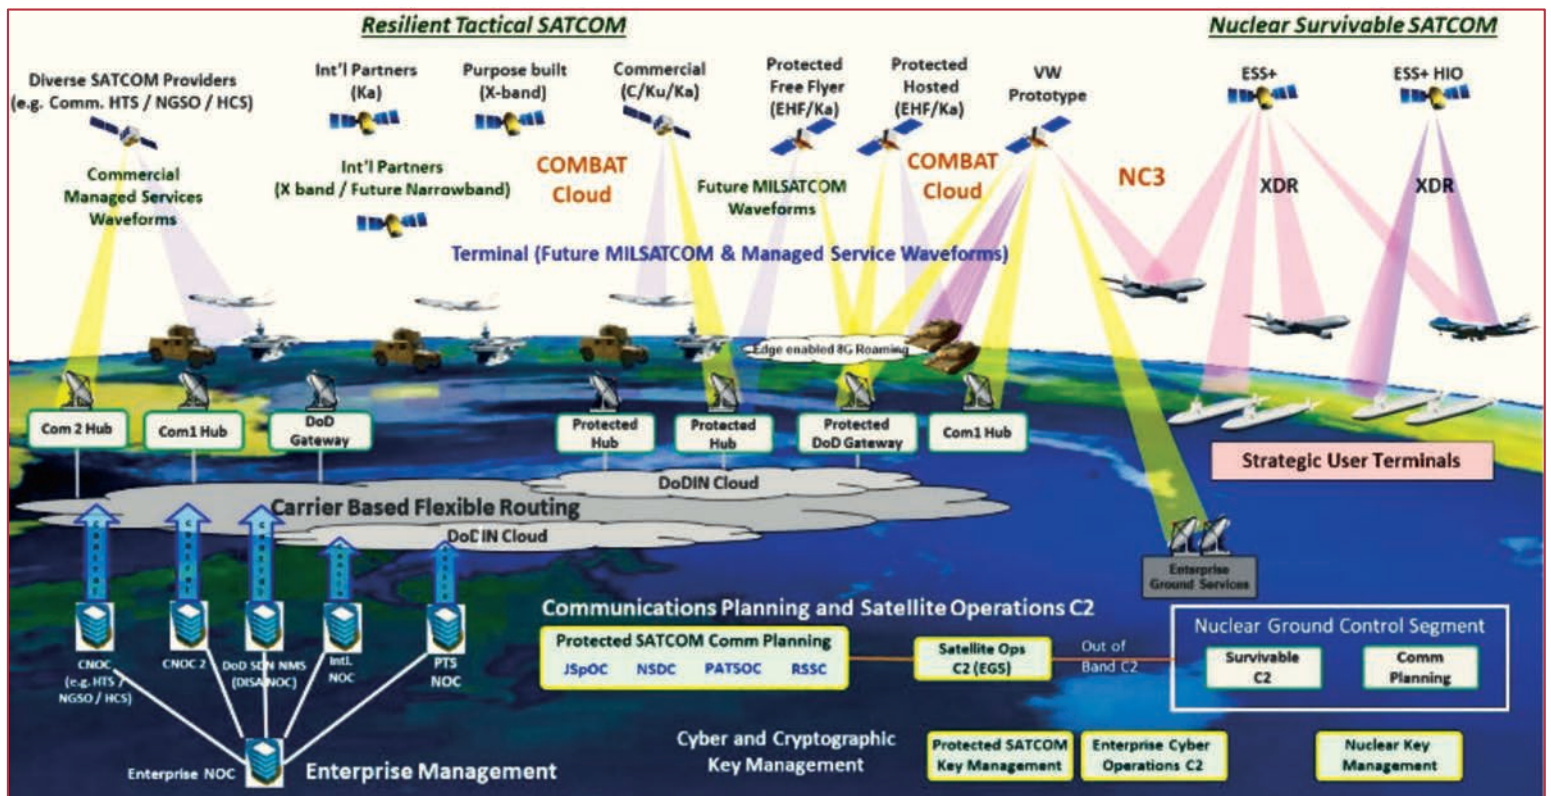 Resilient Tactical SATCOM
Nuclear Survivable SATCOM
Diverse SATCOM Providers
(e.g. Comm. HTS / NGSO / HCS)
Int'l Partners
(Ka)
Purpose built
(X-band)
Commercial
(C/Ku/Ka)
Protected
Free Flyer
(EHF/Ka)
Protected
Hosted
(EHF/Ka)
VW
Prototype
ESS+
ESS+ HIO
Commercial
Managed Services
Waveforms
Int'l Partners
(X band / Future Narrowband)
COMBAT
Cloud
Future MILSATCOM
Waveforms
COMBAT
Cloud
NC3
XDR
XDR
Terminal (Future MILSATCOM & Managed Service Waveforms)
Edge enabled 8G Roaming
Com 2 Hub
Com1 Hub
DoD
Gateway
Protected
Hub
Protected
Hub
Protected
DoD Gateway
Com1 Hub
Strategic User Terminals
DoDIN Cloud
Carrier Based Flexible Routing
DoDIN Cloud
Control
Control
Control
Control
Control
Enterprise
Ground Services
CNOC
(e.g. HTS /
NGSO / HCS)
CNOC 2
DoD SDN NMS
(DISA NOC)
Intl.
NOC
PTS
NOC
Communications Planning and Satellite Operations C2
Protected SATCOM Comm Planning
JSpOC NSDC PATSOC RSSC
Satellite Ops
C2 (EGS)
Out of
Band C2
Nuclear Ground Control Segment
Survivable
C2
Comm
Planning
Enterprise NOC
Enterprise Management
Cyber and Cryptographic
Key Management
Protected SATCOM
Key Management
Enterprise Cyber
Operations C2
Nuclear Key
Management